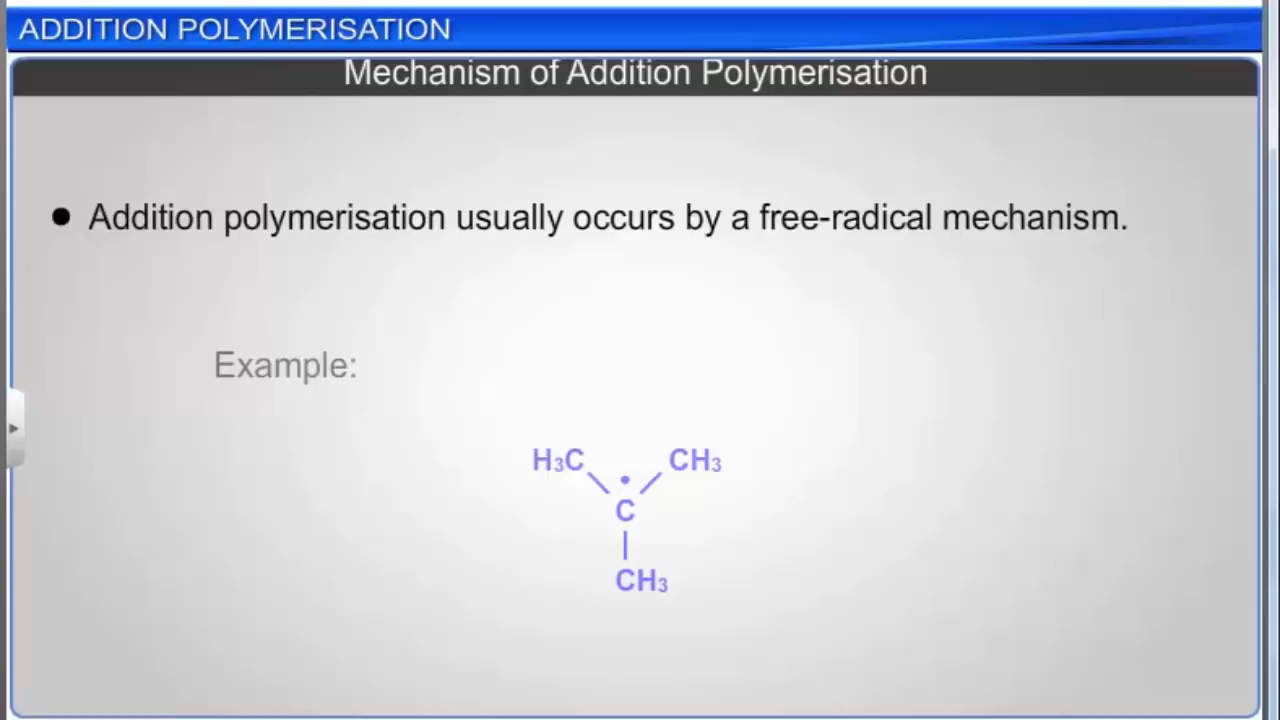 ADDITION POLYMERISATION
Mechanism of Addition Polymerisation
● Addition polymerisation usually occurs by a free-radical mechanism.
Example:
H₃C CH₃
•
C
|
CH₃